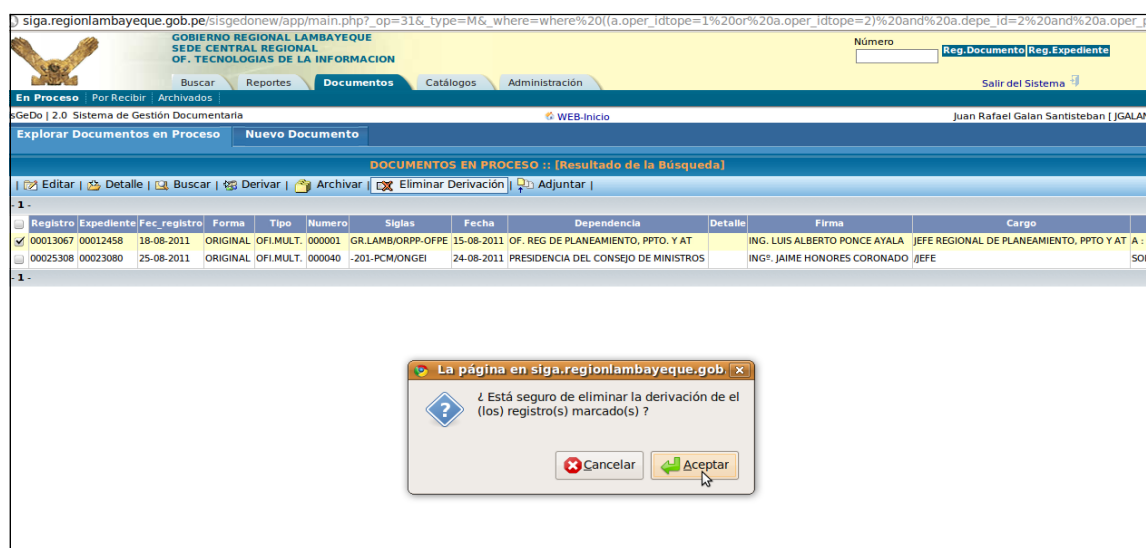 siga.regionlambayeque.gob.pe/sisgedonew/app/main.php?_op=31&_type=M&_where=where%20((a.oper_idtope=1%20or%20a.oper_idtope=2)%20and%20a.depe_id=2%20and%20a.oper_p
GOBIERNO REGIONAL LAMBAYEQUE
SEDE CENTRAL REGIONAL
OF. TECNOLOGIAS DE LA INFORMACION
Número
Reg.Documento Reg.Expediente
Buscar Reportes Documentos Catálogos Administración Salir del Sistema
En Proceso Por Recibir Archivados
sGeDo | 2.0 Sistema de Gestión Documentaria WEB-Inicio Juan Rafael Galan Santisteban [ JGALAN
Explorar Documentos en Proceso Nuevo Documento
DOCUMENTOS EN PROCESO :: [Resultado de la Búsqueda]
| Editar | Detalle | Buscar | Derivar | Archivar | Eliminar Derivación | Adjuntar |
- 1 -
Registro Expediente Fec_registro Forma Tipo Numero Siglas Fecha Dependencia Detalle Firma Cargo
00013067 00012458 18-08-2011 ORIGINAL OFI.MULT. 000001 GR.LAMB/ORPP-OFPE 15-08-2011 OF. REG DE PLANEAMIENTO, PPTO. Y AT ING. LUIS ALBERTO PONCE AYALA JEFE REGIONAL DE PLANEAMIENTO, PPTO Y AT A :
00025308 00023080 25-08-2011 ORIGINAL OFI.MULT. 000040 -201-PCM/ONGEI 24-08-2011 PRESIDENCIA DEL CONSEJO DE MINISTROS INGº. JAIME HONORES CORONADO /JEFE SOL
- 1 -
La página en siga.regionlambayeque.gob
¿ Está seguro de eliminar la derivación de el
(los) registro(s) marcado(s) ?
Cancelar Aceptar